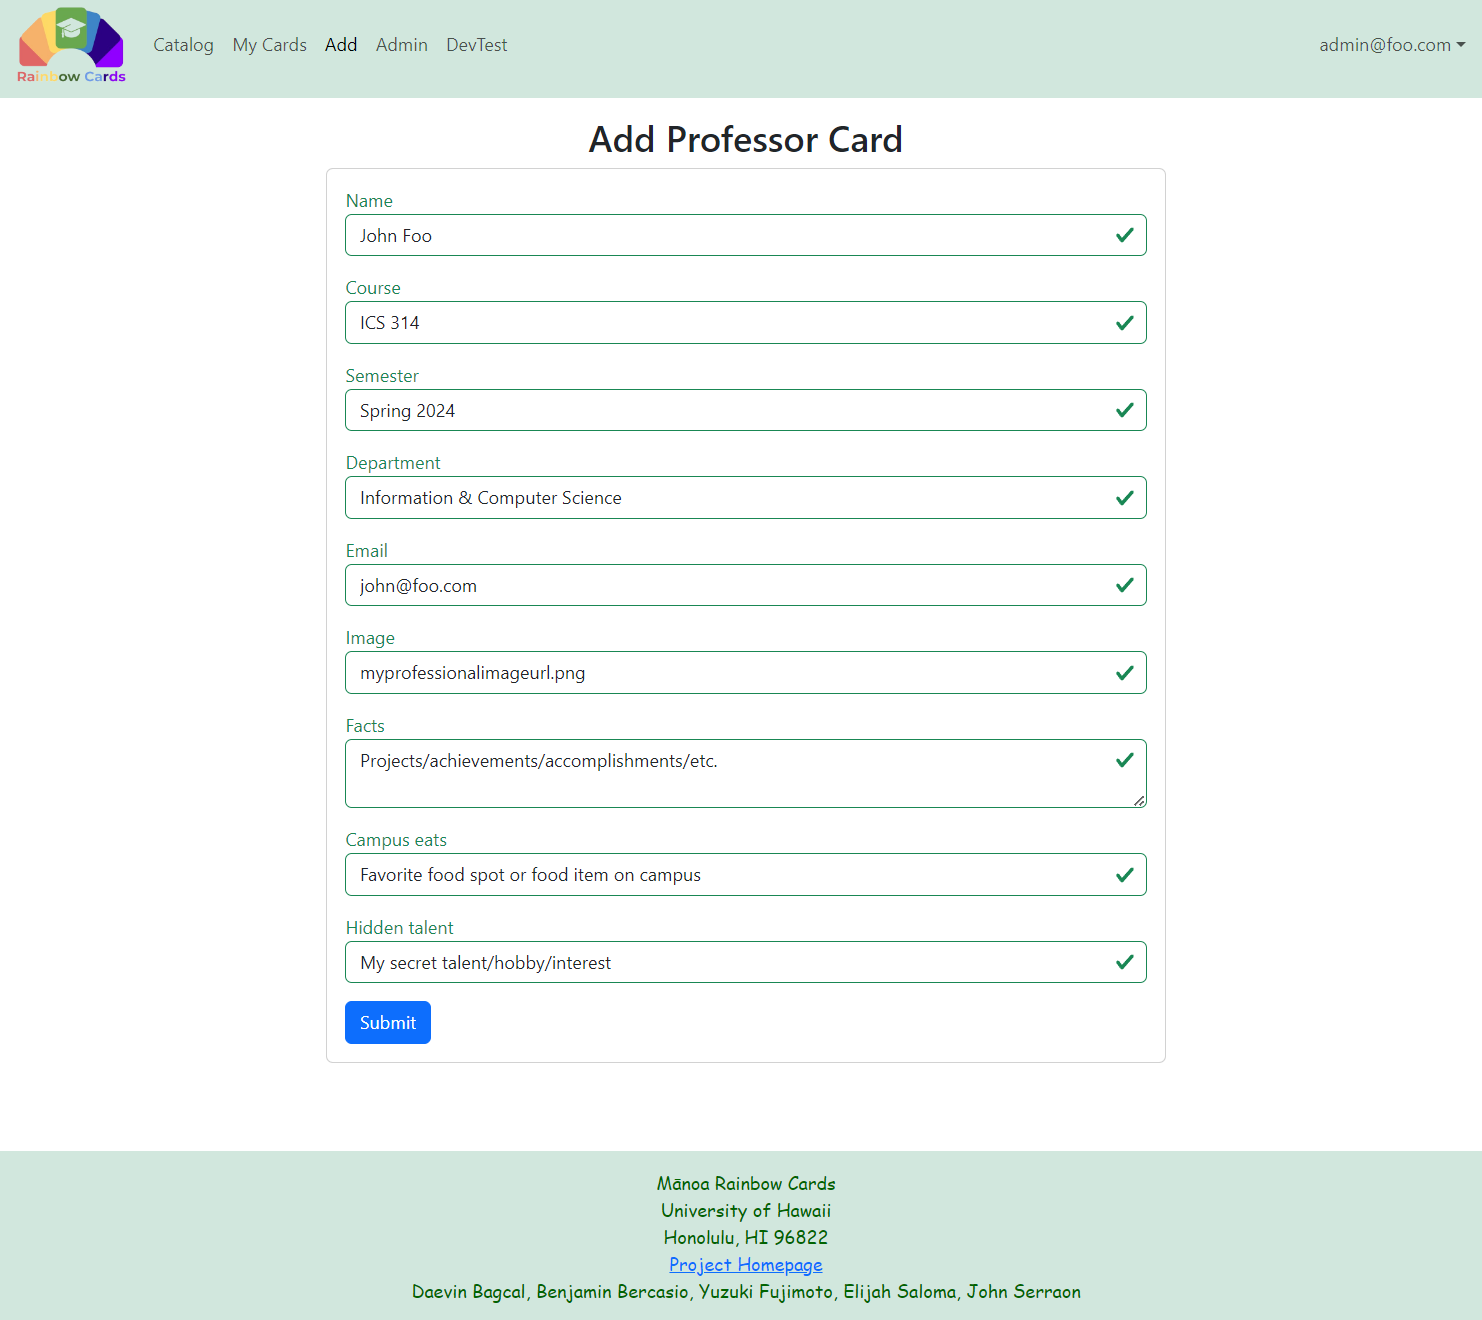 Rainbow Cards
Catalog My Cards Add Admin DevTest admin@foo.com
Add Professor Card
Name
John Foo
Course
ICS 314
Semester
Spring 2024
Department
Information & Computer Science
Email
john@foo.com
Image
myprofessionalimageurl.png
Facts
Projects/achievements/accomplishments/etc.
Campus eats
Favorite food spot or food item on campus
Hidden talent
My secret talent/hobby/interest
Submit
Mānoa Rainbow Cards
University of Hawaii
Honolulu, HI 96822
Project Homepage
Daevin Bagcal, Benjamin Bercasio, Yuzuki Fujimoto, Elijah Saloma, John Serraon